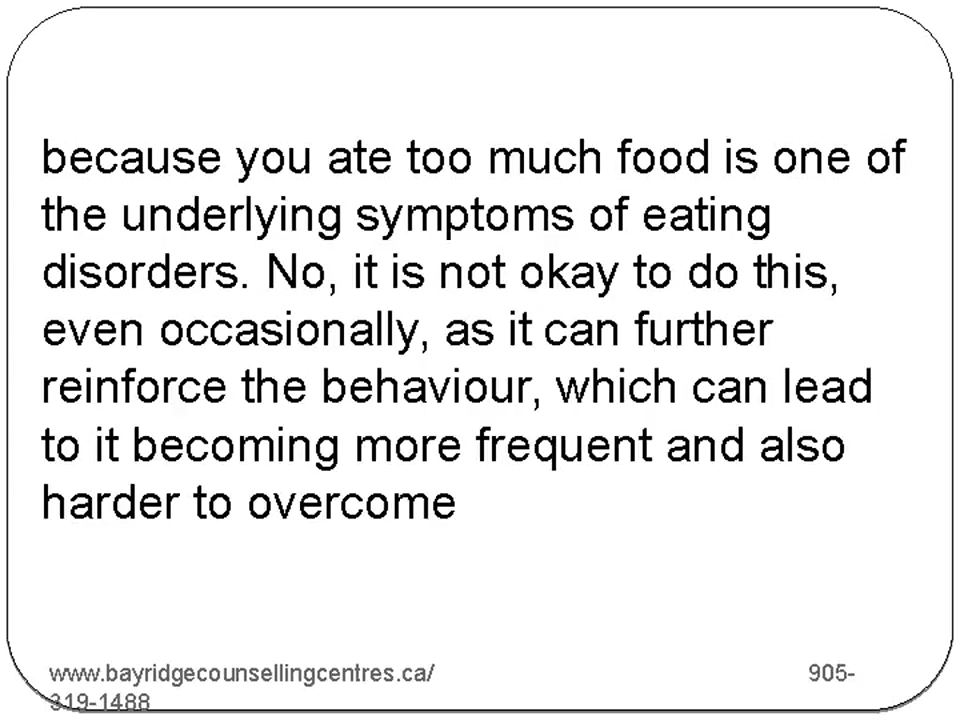 because you ate too much food is one of
the underlying symptoms of eating
disorders. No, it is not okay to do this,
even occasionally, as it can further
reinforce the behaviour, which can lead
to it becoming more frequent and also
harder to overcome
www.bayridgecounsellingcentres.ca/ 905-
319-1488